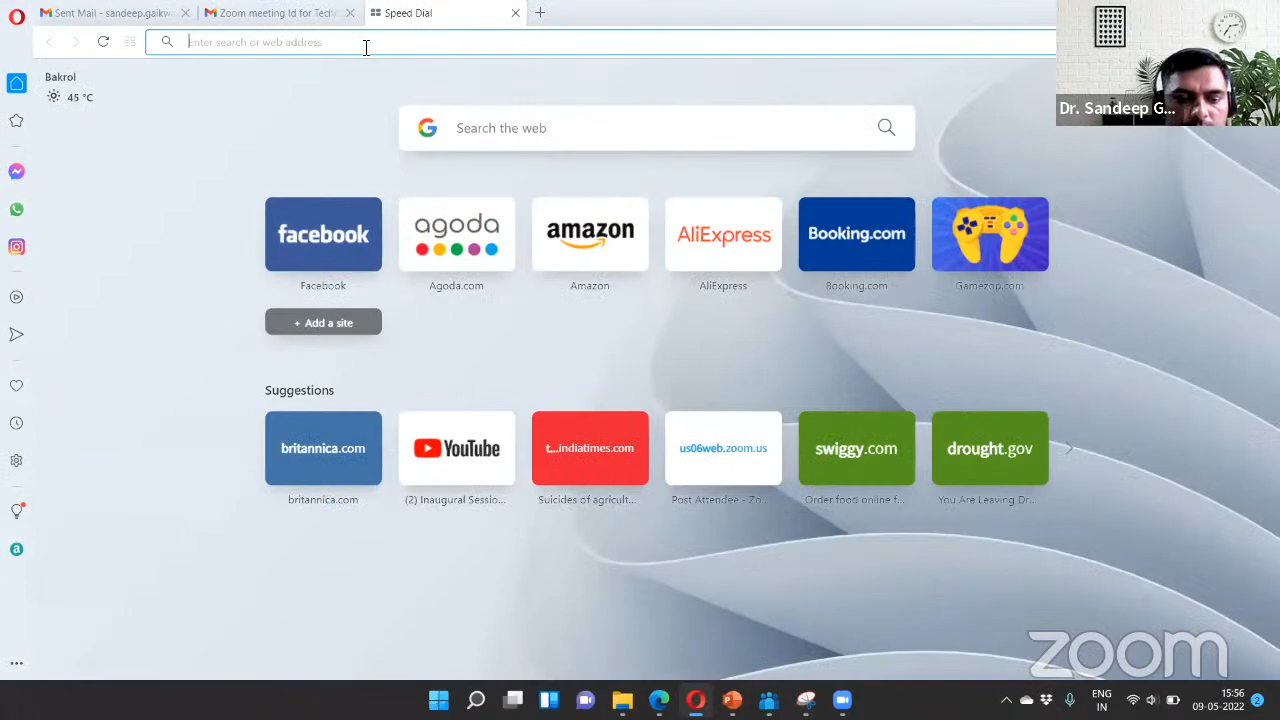 Sent Mail - sandeep.gaikw
Zoom meeting Id for Tech
Speed Dial
Enter search or web address
Bakrol
45 °C
Dr. Sandeep G...
Search the web
facebook
agoda
amazon
AliExpress
Booking.com
Facebook
Agoda.com
Amazon
AliExpress
Booking.com
Gamezop.com
+ Add a site
Suggestions
britannica.com
YouTube
t...indiatimes.com
us06web.zoom.us
swiggy.com
drought.gov
britannica.com
(2) Inaugural Sessio...
Suicides of agricult...
Post Attendee - Zo...
Order food online f...
You Are Leaving Dr...
a
zoom
ENG
IN
15:56
09-05-2022
2